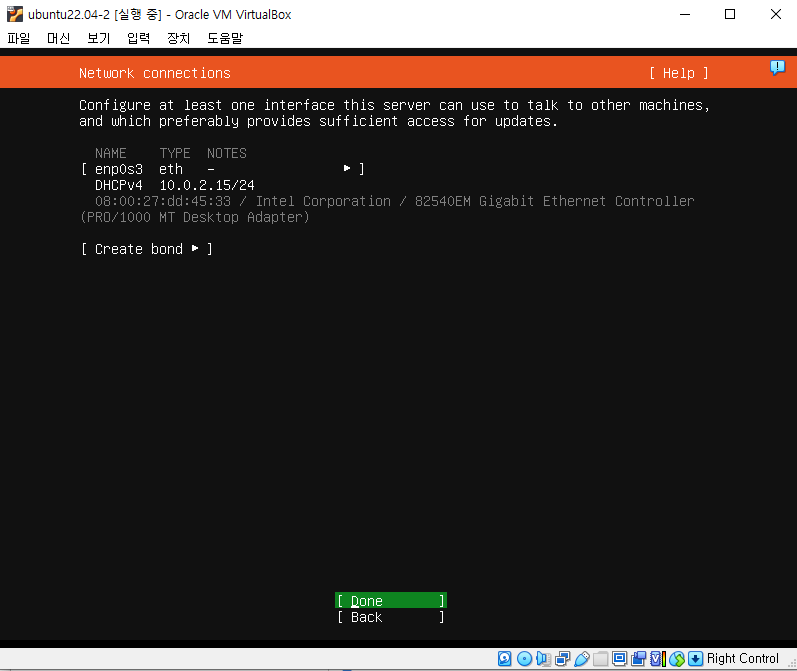 ubuntu22.04-2 [실행 중] - Oracle VM VirtualBox
파일 머신 보기 입력 장치 도움말
Network connections [ Help ]
Configure at least one interface this server can use to talk to other machines,
and which preferably provides sufficient access for updates.
NAME TYPE NOTES
[ enp0s3 eth - ▸ ]
DHCPv4 10.0.2.15/24
08:00:27:dd:45:33 / Intel Corporation / 82540EM Gigabit Ethernet Controller
(PRO/1000 MT Desktop Adapter)
[ Create bond ▸ ]
[ Done ]
[ Back ]
Right Control